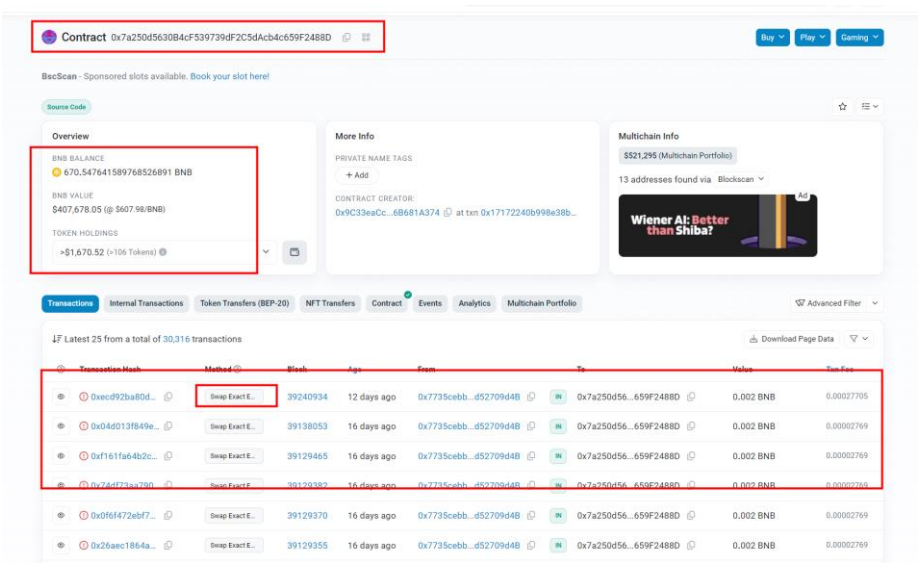 Contract 0x7a250d5630B4cF539739dF2C5dAcb4c659F2488D
Buy Play Gaming
BscScan - Sponsored slots available. Book your slot here!
Source Code
Overview
BNB BALANCE
670.547641589768526891 BNB
BNB VALUE
$407,678.05 (@ $607.98/BNB)
TOKEN HOLDINGS
>$1,670.52 (>106 Tokens)
More Info
PRIVATE NAME TAGS
+ Add
CONTRACT CREATOR:
0x9C33eaCc...6B681A374 at txn 0x17172240b998e38b...
Multichain Info
$521,295 (Multichain Portfolio)
13 addresses found via Blockscan
Ad
Wiener AI: Better
than Shiba?
Transactions Internal Transactions Token Transfers (BEP-20) NFT Transfers Contract Events Analytics Multichain Portfolio Advanced Filter
Latest 25 from a total of 30,316 transactions Download Page Data
Transaction Hash Method Block Age From To Value Txn Fee
0xecd92ba80d... Swap Exact E... 39240934 12 days ago 0x7735cebb...d52709d4B IN 0x7a250d56...659F2488D 0.002 BNB 0.00027705
0x04d013f849e... Swap Exact E... 39138053 16 days ago 0x7735cebb...d52709d4B IN 0x7a250d56...659F2488D 0.002 BNB 0.00002769
0xf161fa64b2c... Swap Exact E... 39129465 16 days ago 0x7735cebb...d52709d4B IN 0x7a250d56...659F2488D 0.002 BNB 0.00002769
0x74df73aa790... Swap Exact E... 39129382 16 days ago 0x7735cebb...d52709d4B IN 0x7a250d56...659F2488D 0.002 BNB 0.00002769
0x0f6f472ebf7... Swap Exact E... 39129370 16 days ago 0x7735cebb...d52709d4B IN 0x7a250d56...659F2488D 0.002 BNB 0.00002769
0x26aec1864a... Swap Exact E... 39129355 16 days ago 0x7735cebb...d52709d4B IN 0x7a250d56...659F2488D 0.002 BNB 0.00002769